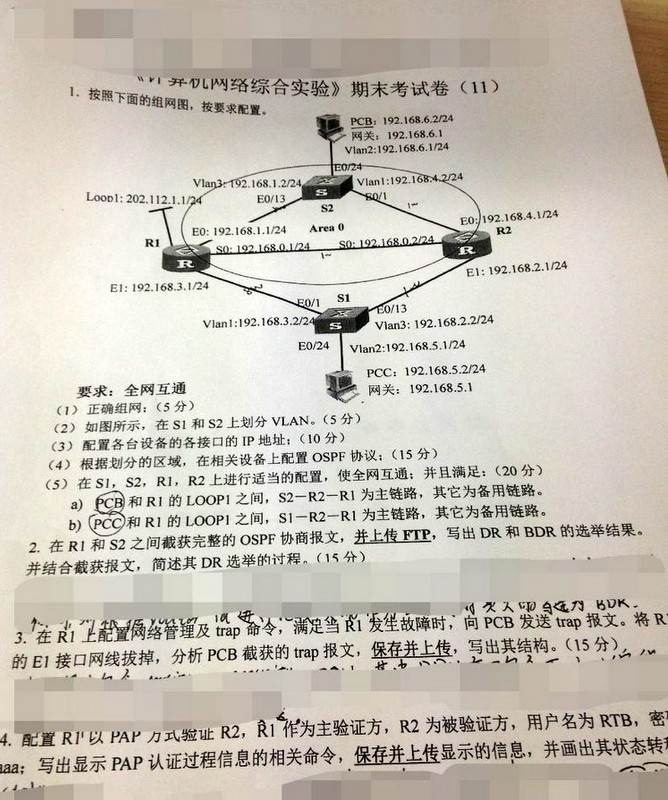 《计算机网络综合实验》期末考试卷（11）
1. 按照下面的组网图，按要求配置。
PCB: 192.168.6.2/24
网关: 192.168.6.1
Vlan2:192.168.6.1/24
E0/24
Vlan3: 192.168.1.2/24
Vlan1:192.168.4.2/24
S
E0/13
S2
E0/1
Loop1: 202.112.1.1/24
E0: 192.168.1.1/24
Area 0
E0: 192.168.4.1/24
R1
S0: 192.168.0.1/24
S0: 192.168.0.2/24
R2
R
R
E1: 192.168.3.1/24
E1: 192.168.2.1/24
E0/1
S1
E0/13
Vlan1:192.168.3.2/24
S
Vlan3: 192.168.2.2/24
E0/24
Vlan2:192.168.5.1/24
PCC: 192.168.5.2/24
网关: 192.168.5.1
要求：全网互通
（1）正确组网；（5 分）
（2）如图所示，在 S1 和 S2 上划分 VLAN。（5 分）
（3）配置各台设备的各接口的 IP 地址；（10 分）
（4）根据划分的区域，在相关设备上配置 OSPF 协议；（15 分）
（5）在 S1，S2，R1，R2 上进行适当的配置，使全网互通；并且满足：（20 分）
a) PCB 和 R1 的 LOOP1 之间，S2－R2－R1 为主链路，其它为备用链路。
b) PCC 和 R1 的 LOOP1 之间，S1－R2－R1 为主链路，其它为备用链路。
2. 在 R1 和 S2 之间截获完整的 OSPF 协商报文，并上传 FTP，写出 DR 和 BDR 的选举结果。
并结合截获报文，简述其 DR 选举的过程。（15 分）
BDR.
3. 在 R1 上配置网络管理及 trap 命令，满足当 R1 发生故障时，向 PCB 发送 trap 报文。将 R1
的 E1 接口网线拔掉，分析 PCB 截获的 trap 报文，保存并上传，写出其结构。（15 分）
4. 配置 R1 以 PAP 方式验证 R2，R1 作为主验证方，R2 为被验证方，用户名为 RTB，密
aaa；写出显示 PAP 认证过程信息的相关命令，保存并上传显示的信息，并画出其状态转